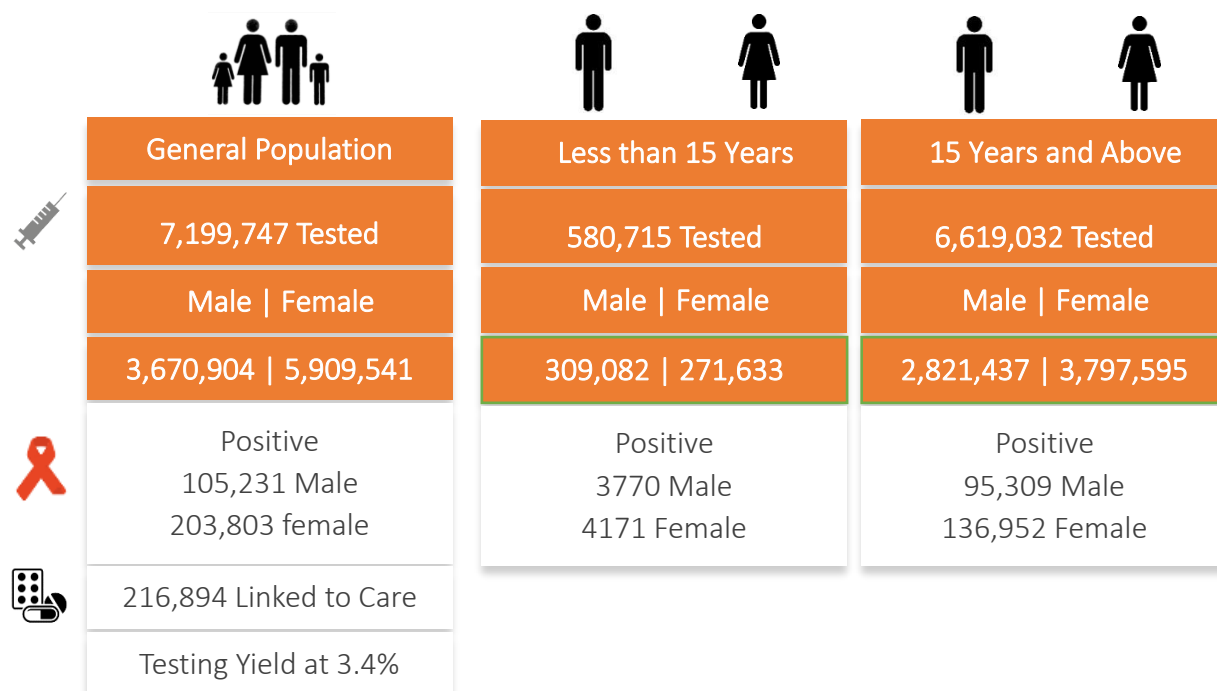 General Population
7,199,747 Tested
Male | Female
3,670,904 | 5,909,541
Positive
105,231 Male
203,803 female
216,894 Linked to Care
Testing Yield at 3.4%
Less than 15 Years
580,715 Tested
Male | Female
309,082 | 271,633
Positive
3770 Male
4171 Female
15 Years and Above
6,619,032 Tested
Male | Female
2,821,437 | 3,797,595
Positive
95,309 Male
136,952 Female